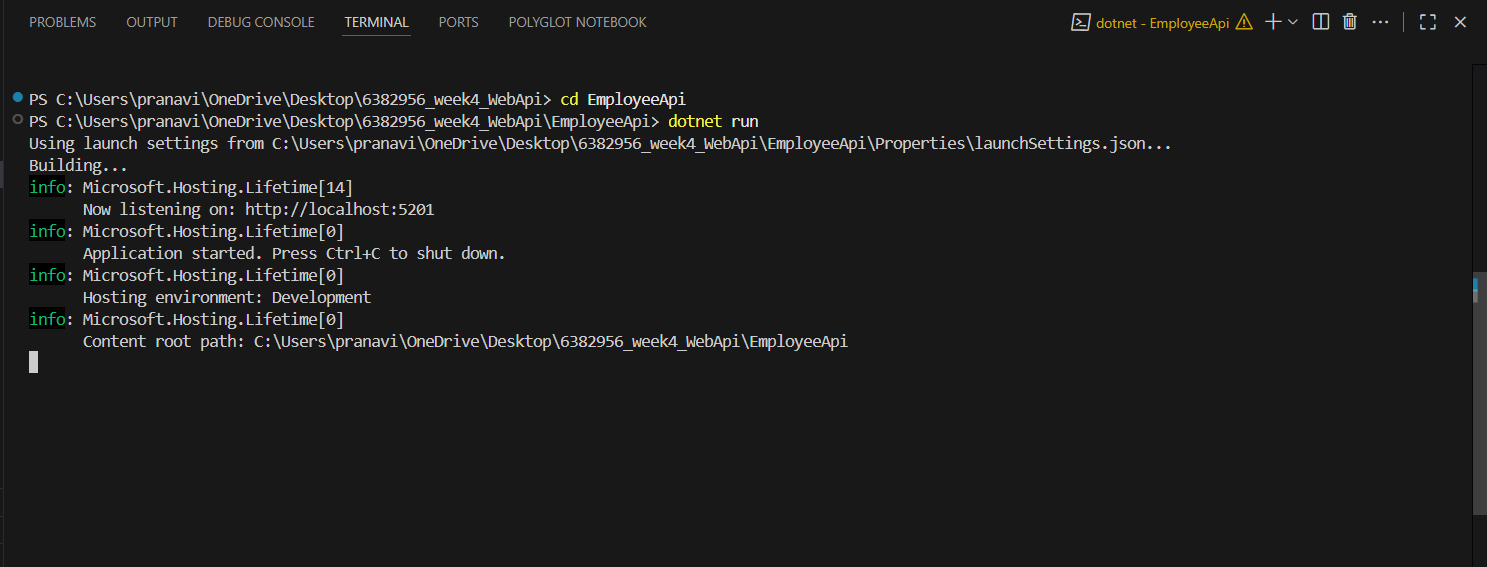 PROBLEMS OUTPUT DEBUG CONSOLE TERMINAL PORTS POLYGLOT NOTEBOOK dotnet - EmployeeApi
PS C:\Users\pranavi\OneDrive\Desktop\6382956_week4_WebApi> cd EmployeeApi
PS C:\Users\pranavi\OneDrive\Desktop\6382956_week4_WebApi\EmployeeApi> dotnet run
Using launch settings from C:\Users\pranavi\OneDrive\Desktop\6382956_week4_WebApi\EmployeeApi\Properties\launchSettings.json...
Building...
info: Microsoft.Hosting.Lifetime[14]
      Now listening on: http://localhost:5201
info: Microsoft.Hosting.Lifetime[0]
      Application started. Press Ctrl+C to shut down.
info: Microsoft.Hosting.Lifetime[0]
      Hosting environment: Development
info: Microsoft.Hosting.Lifetime[0]
      Content root path: C:\Users\pranavi\OneDrive\Desktop\6382956_week4_WebApi\EmployeeApi